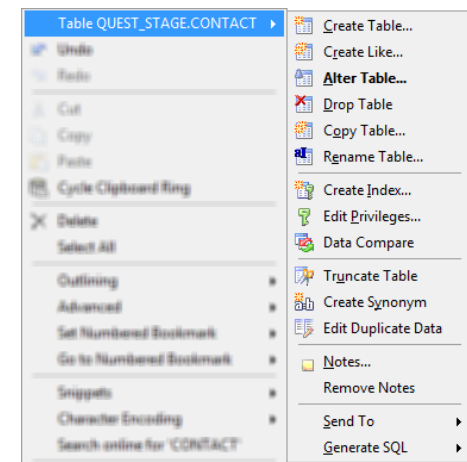 Table QUEST_STAGE.CONTACT
Undo
Redo
Cut
Copy
Paste
Cycle Clipboard Ring
Delete
Select All
Outlining
Advanced
Set Numbered Bookmark
Go to Numbered Bookmark
Snippets
Character Encoding
Search online for 'CONTACT'
Create Table...
Create Like...
Alter Table...
Drop Table
Copy Table...
Rename Table...
Create Index...
Edit Privileges...
Data Compare
Truncate Table
Create Synonym
Edit Duplicate Data
Notes...
Remove Notes
Send To
Generate SQL